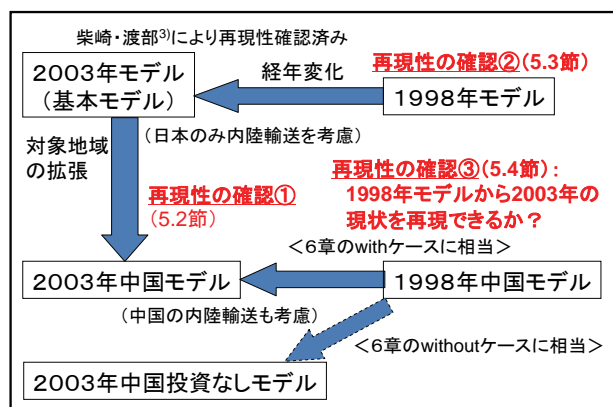 柴崎・渡部3)により再現性確認済み
2003年モデル
(基本モデル)
経年変化
再現性の確認②(5.3節)
1998年モデル
対象地域
の拡張
(日本のみ内陸輸送を考慮)
再現性の確認①
(5.2節)
再現性の確認③(5.4節):
1998年モデルから2003年の
現状を再現できるか?
<6章のwithケースに相当>
2003年中国モデル
1998年中国モデル
(中国の内陸輸送も考慮)
<6章のwithoutケースに相当>
2003年中国投資なしモデル